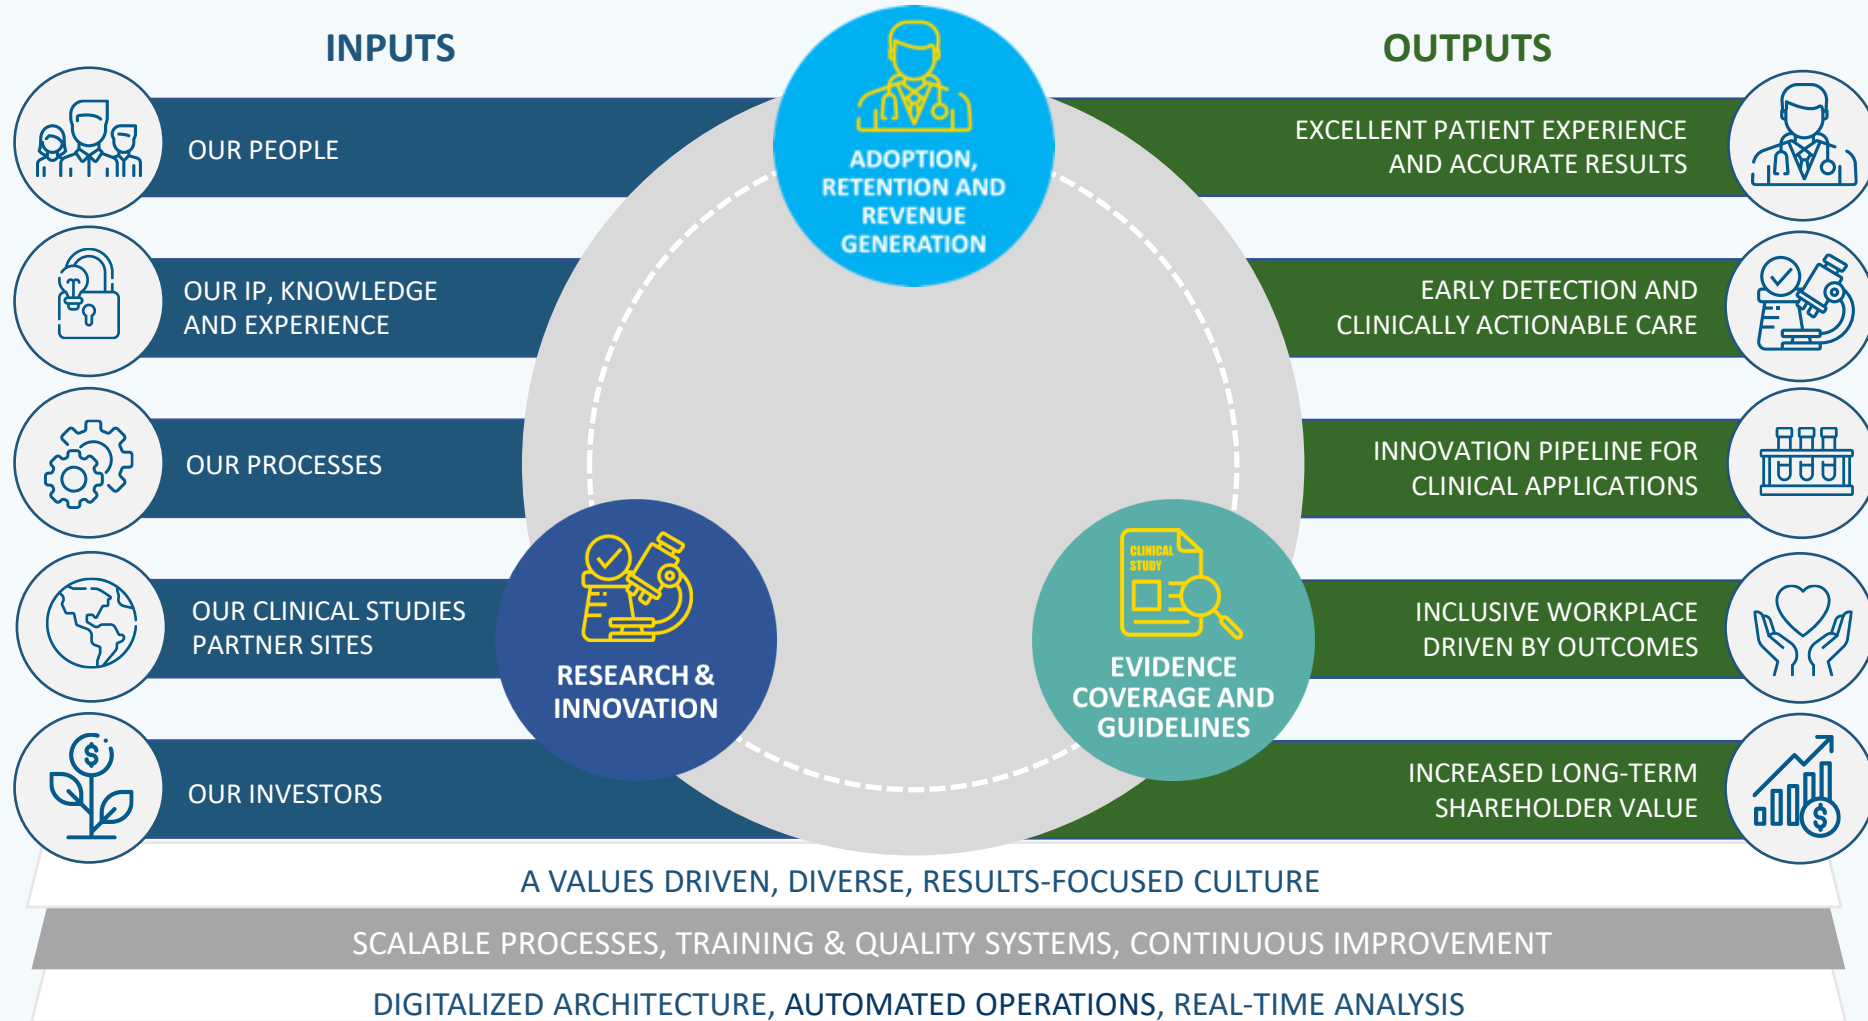 INPUTS
OUTPUTS
OUR PEOPLE
OUR IP, KNOWLEDGE
AND EXPERIENCE
OUR PROCESSES
OUR CLINICAL STUDIES
PARTNER SITES
OUR INVESTORS
ADOPTION,
RETENTION AND
REVENUE
GENERATION
RESEARCH &
INNOVATION
CLINICAL
STUDY
EVIDENCE
COVERAGE AND
GUIDELINES
EXCELLENT PATIENT EXPERIENCE
AND ACCURATE RESULTS
EARLY DETECTION AND
CLINICALLY ACTIONABLE CARE
INNOVATION PIPELINE FOR
CLINICAL APPLICATIONS
INCLUSIVE WORKPLACE
DRIVEN BY OUTCOMES
INCREASED LONG-TERM
SHAREHOLDER VALUE
A VALUES DRIVEN, DIVERSE, RESULTS-FOCUSED CULTURE
SCALABLE PROCESSES, TRAINING & QUALITY SYSTEMS, CONTINUOUS IMPROVEMENT
DIGITALIZED ARCHITECTURE, AUTOMATED OPERATIONS, REAL-TIME ANALYSIS